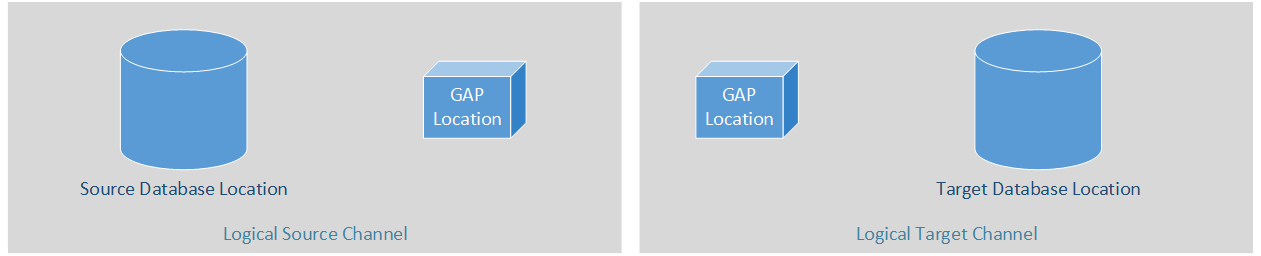 GAP
Location
Source Database Location
Logical Source Channel
GAP
Location
Target Database Location
Logical Target Channel